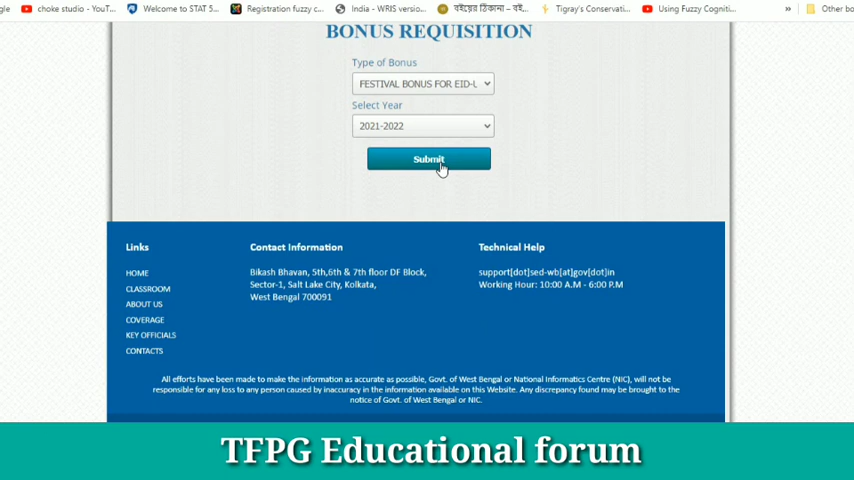 gle choke studio - YouT... Welcome to STAT 5... Registration fuzzy c... India - WRIS versio... বইয়ের ঠিকানা – বই... Tigray's Conservati... Using Fuzzy Cogniti... » Other bo
BONUS REQUISITION
Type of Bonus
FESTIVAL BONUS FOR EID-U
Select Year
2021-2022
Submit
Links
HOME
CLASSROOM
ABOUT US
COVERAGE
KEY OFFICIALS
CONTACTS
Contact Information
Bikash Bhavan, 5th,6th & 7th floor DF Block,
Sector-1, Salt Lake City, Kolkata,
West Bengal 700091
Technical Help
support[dot]sed-wb[at]gov[dot]in
Working Hour: 10:00 A.M - 6:00 P.M
All efforts have been made to make the information as accurate as possible, Govt. of West Bengal or National Informatics Centre (NIC), will not be
responsible for any loss to any person caused by inaccuracy in the information available on this Website. Any discrepancy found may be brought to the
notice of Govt. of West Bengal or NIC.
TFPG Educational forum